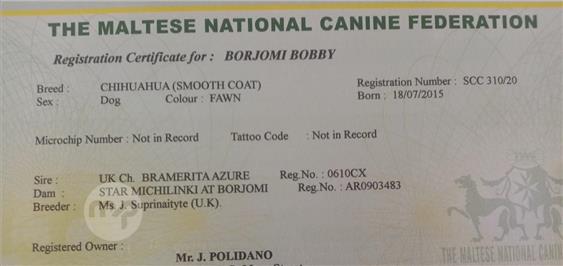 THE MALTESE NATIONAL CANINE FEDERATION
Registration Certificate for : BORJOMI BOBBY
Breed : CHIHUAHUA (SMOOTH COAT) Registration Number : SCC 310/20
Sex : Dog Colour : FAWN Born : 18/07/2015
Microchip Number : Not in Record Tattoo Code : Not in Record
Sire : UK Ch. BRAMERITA AZURE Reg.No. : 0610CX
Dam : STAR MICHILINKI AT BORJOMI Reg.No. : AR0903483
Breeder : Ms. J. Suprinaityte (U.K).
Registered Owner :
Mr. J. POLIDANO
THE MALTESE NATIONAL CANIN